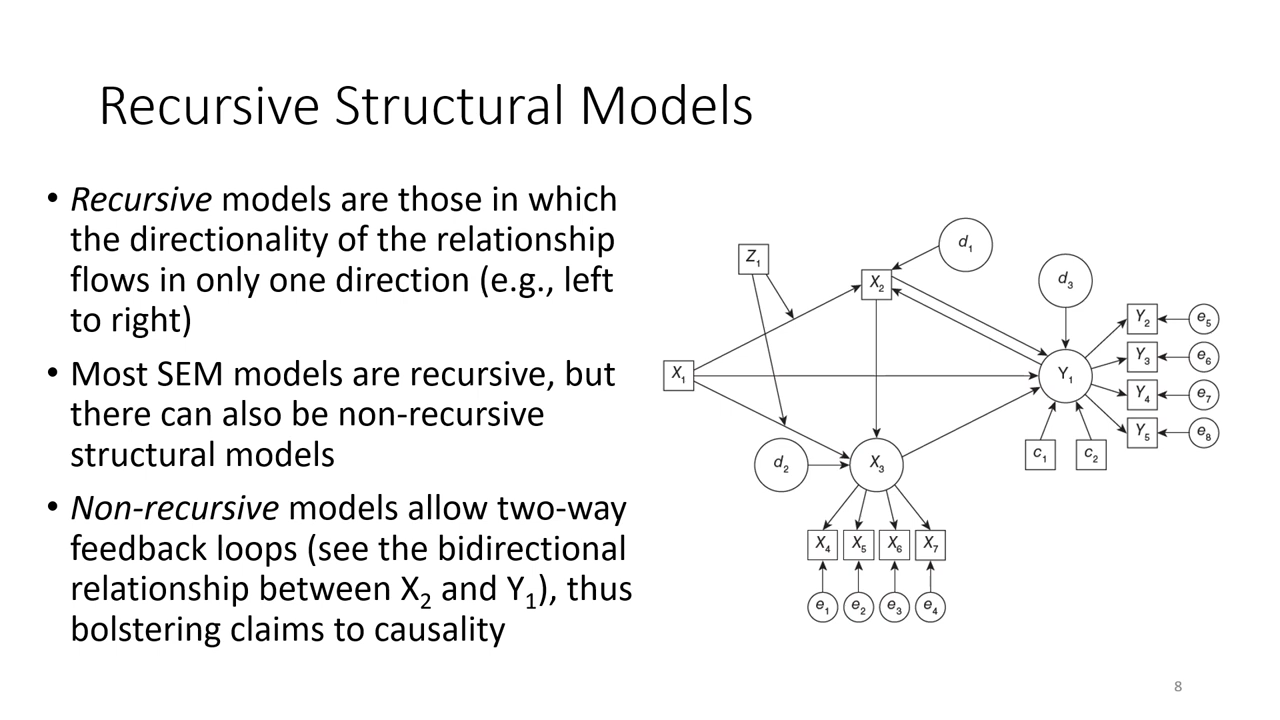 Recursive Structural Models
• Recursive models are those in which
the directionality of the relationship
flows in only one direction (e.g., left
to right)
• Most SEM models are recursive, but
there can also be non-recursive
structural models
• Non-recursive models allow two-way
feedback loops (see the bidirectional
relationship between X₂ and Y₁), thus
bolstering claims to causality
d₁
Z₁
X₂
d₃
Y₂ e₅
Y₃ e₆
X₁
Y₁
Y₄ e₇
Y₅ e₈
c₁ c₂
d₂
X₃
X₄ X₅ X₆ X₇
e₁ e₂ e₃ e₄
8